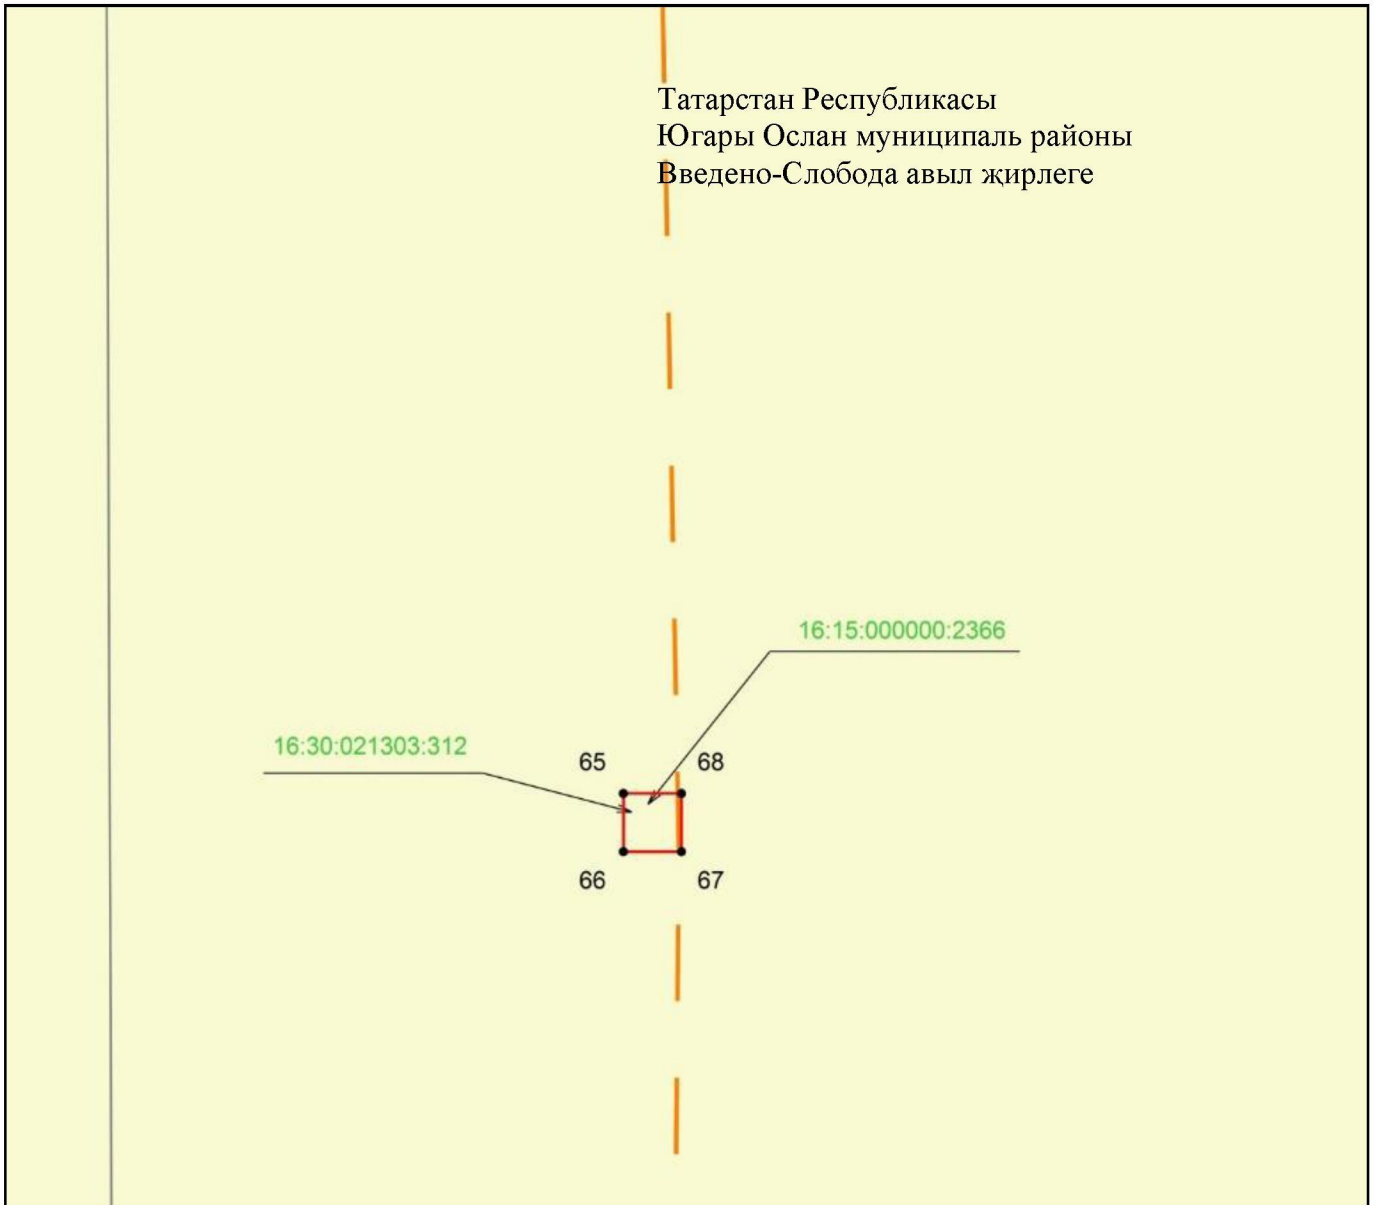 Татарстан Республикасы
Югары Ослан муниципаль районы
Введено-Слобода авыл җирлеге
16:15:000000:2366
16:30:021303:312
65
68
66
67